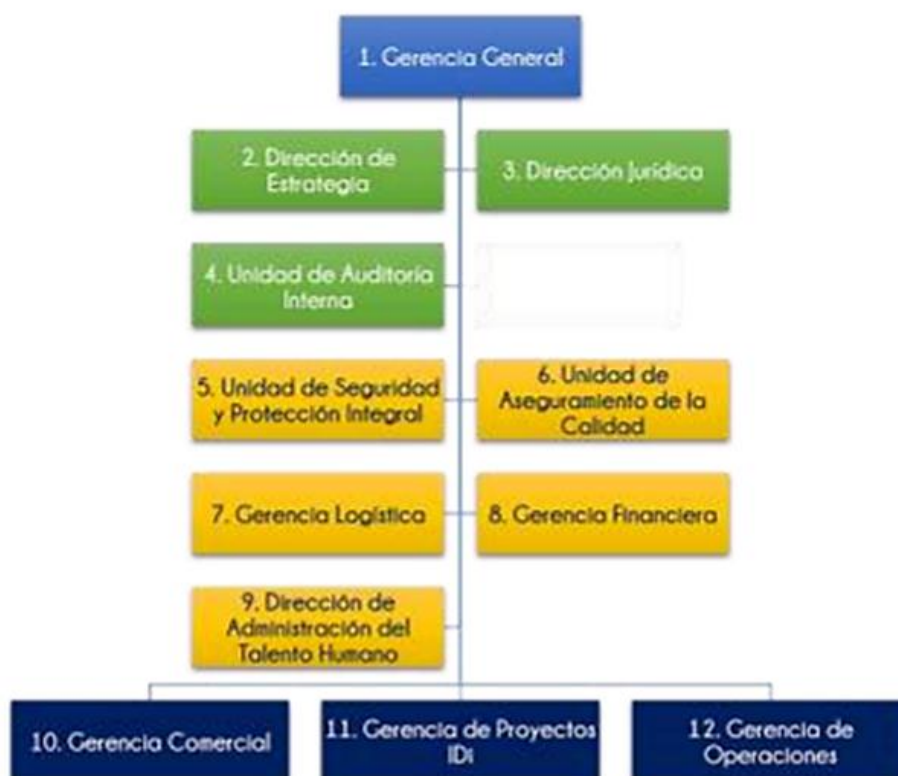 1. Gerencia General
2. Dirección de
Estrategia
3. Dirección Jurídica
4. Unidad de Auditoría
Interna
5. Unidad de Seguridad
y Protección Integral
6. Unidad de
Aseguramiento de la
Calidad
7. Gerencia Logística
8. Gerencia Financiera
9. Dirección de
Administración del
Talento Humano
10. Gerencia Comercial
11. Gerencia de Proyectos
IDi
12. Gerencia de
Operaciones